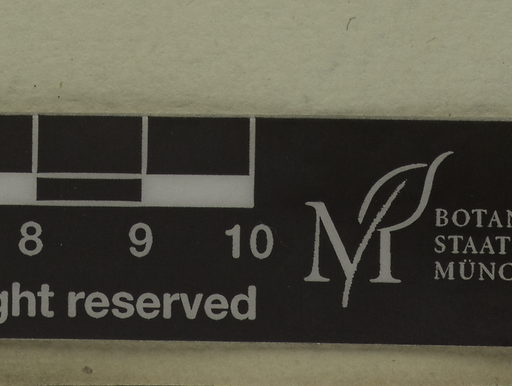 8 9 10
ght reserved
M
BOTAN
STAAT
MÜNC